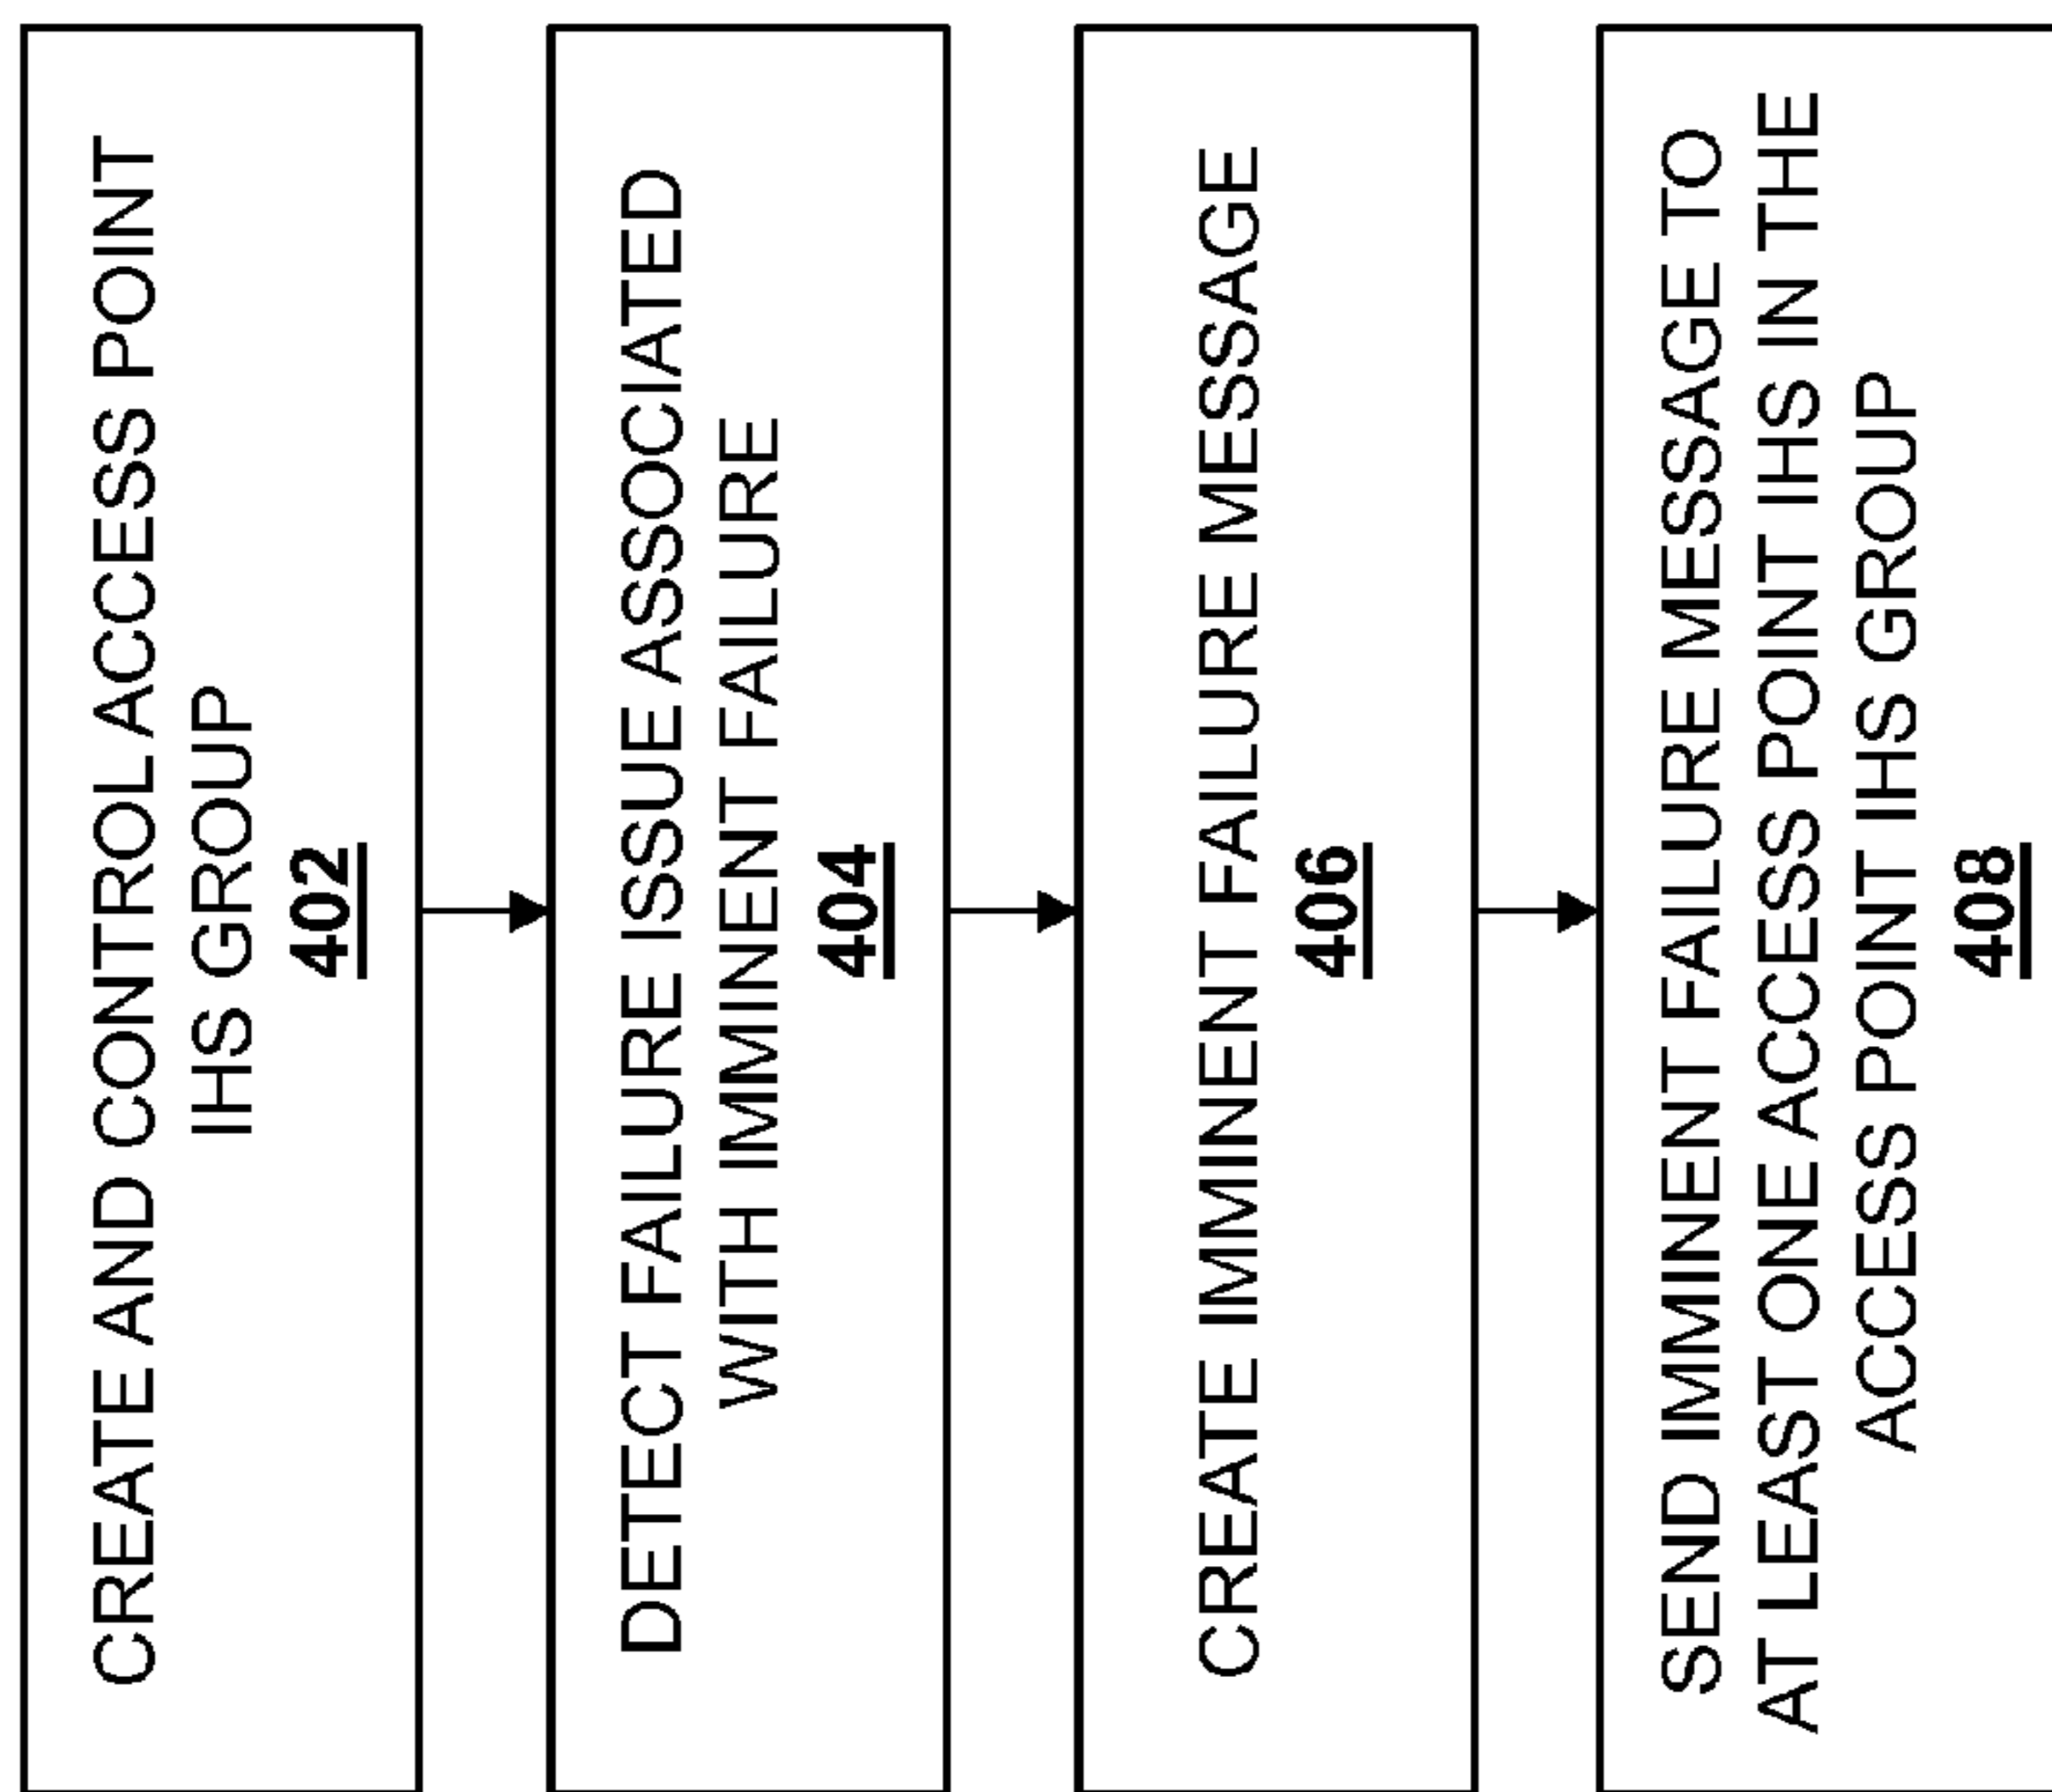 CREATE AND CONTROL ACCESS POINT
IHS GROUP
402
DETECT FAILURE ISSUE ASSOCIATED
WITH IMMINENT FAILURE
404
CREATE IMMINENT FAILURE MESSAGE
406
SEND IMMINENT FAILURE MESSAGE TO
AT LEAST ONE ACCESS POINT IHS IN THE
ACCESS POINT IHS GROUP
408